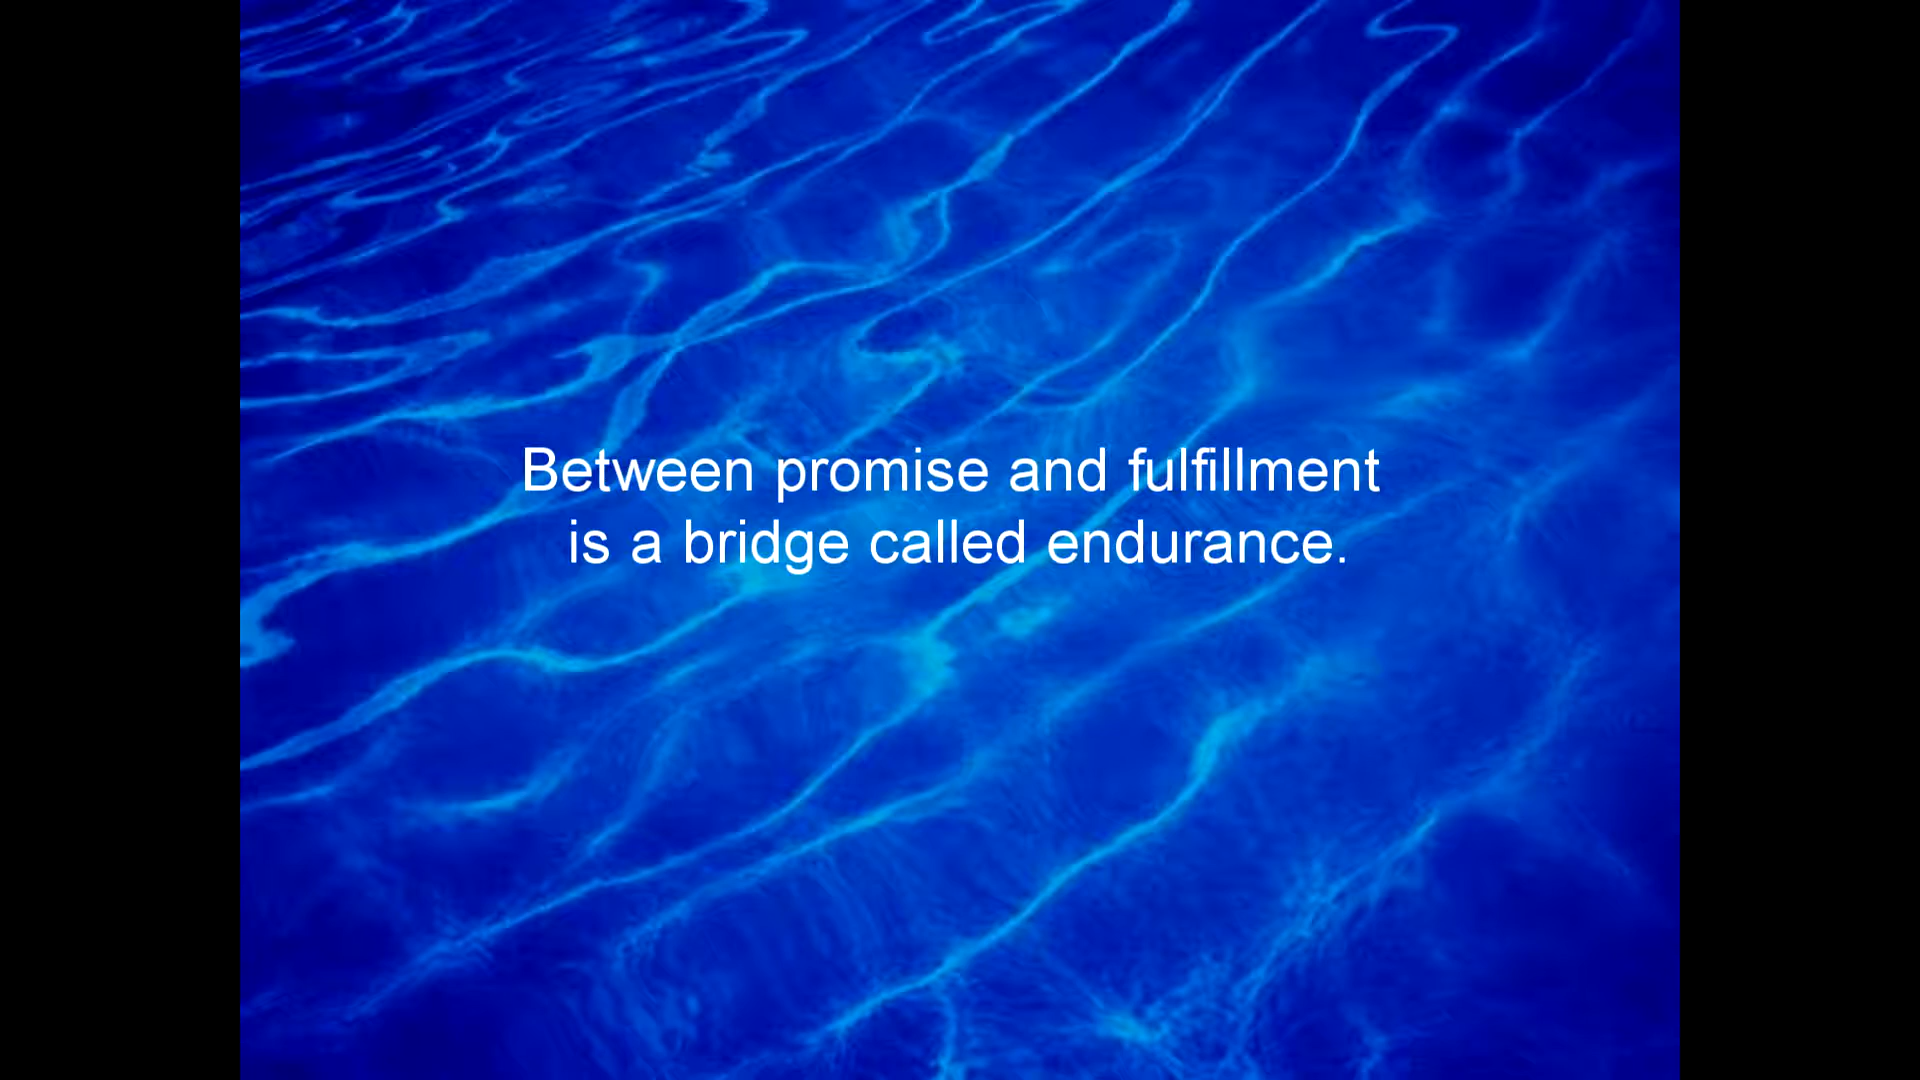 Between promise and fulfillment
is a bridge called endurance.